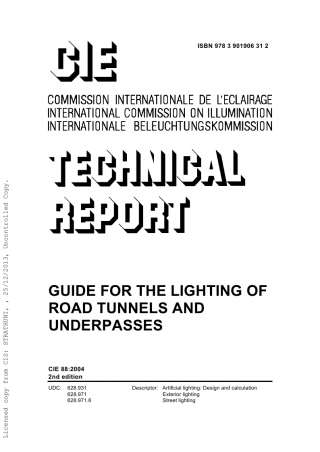 ISBN 978 3 901906 31 2
CIE
COMMISSION INTERNATIONALE DE L'ECLAIRAGE
INTERNATIONAL COMMISSION ON ILLUMINATION
INTERNATIONALE BELEUCHTUNGSKOMMISSION
TECHNICAL
REPORT
GUIDE FOR THE LIGHTING OF
ROAD TUNNELS AND
UNDERPASSES
CIE 88:2004
2nd edition
UDC: 628.931 Descriptor: Artificial lighting: Design and calculation
628.971 Exterior lighting
628.971.6 Street lighting
Licensed copy from CIS: STRATHUNI, , 25/12/2013, Uncontrolled Copy.